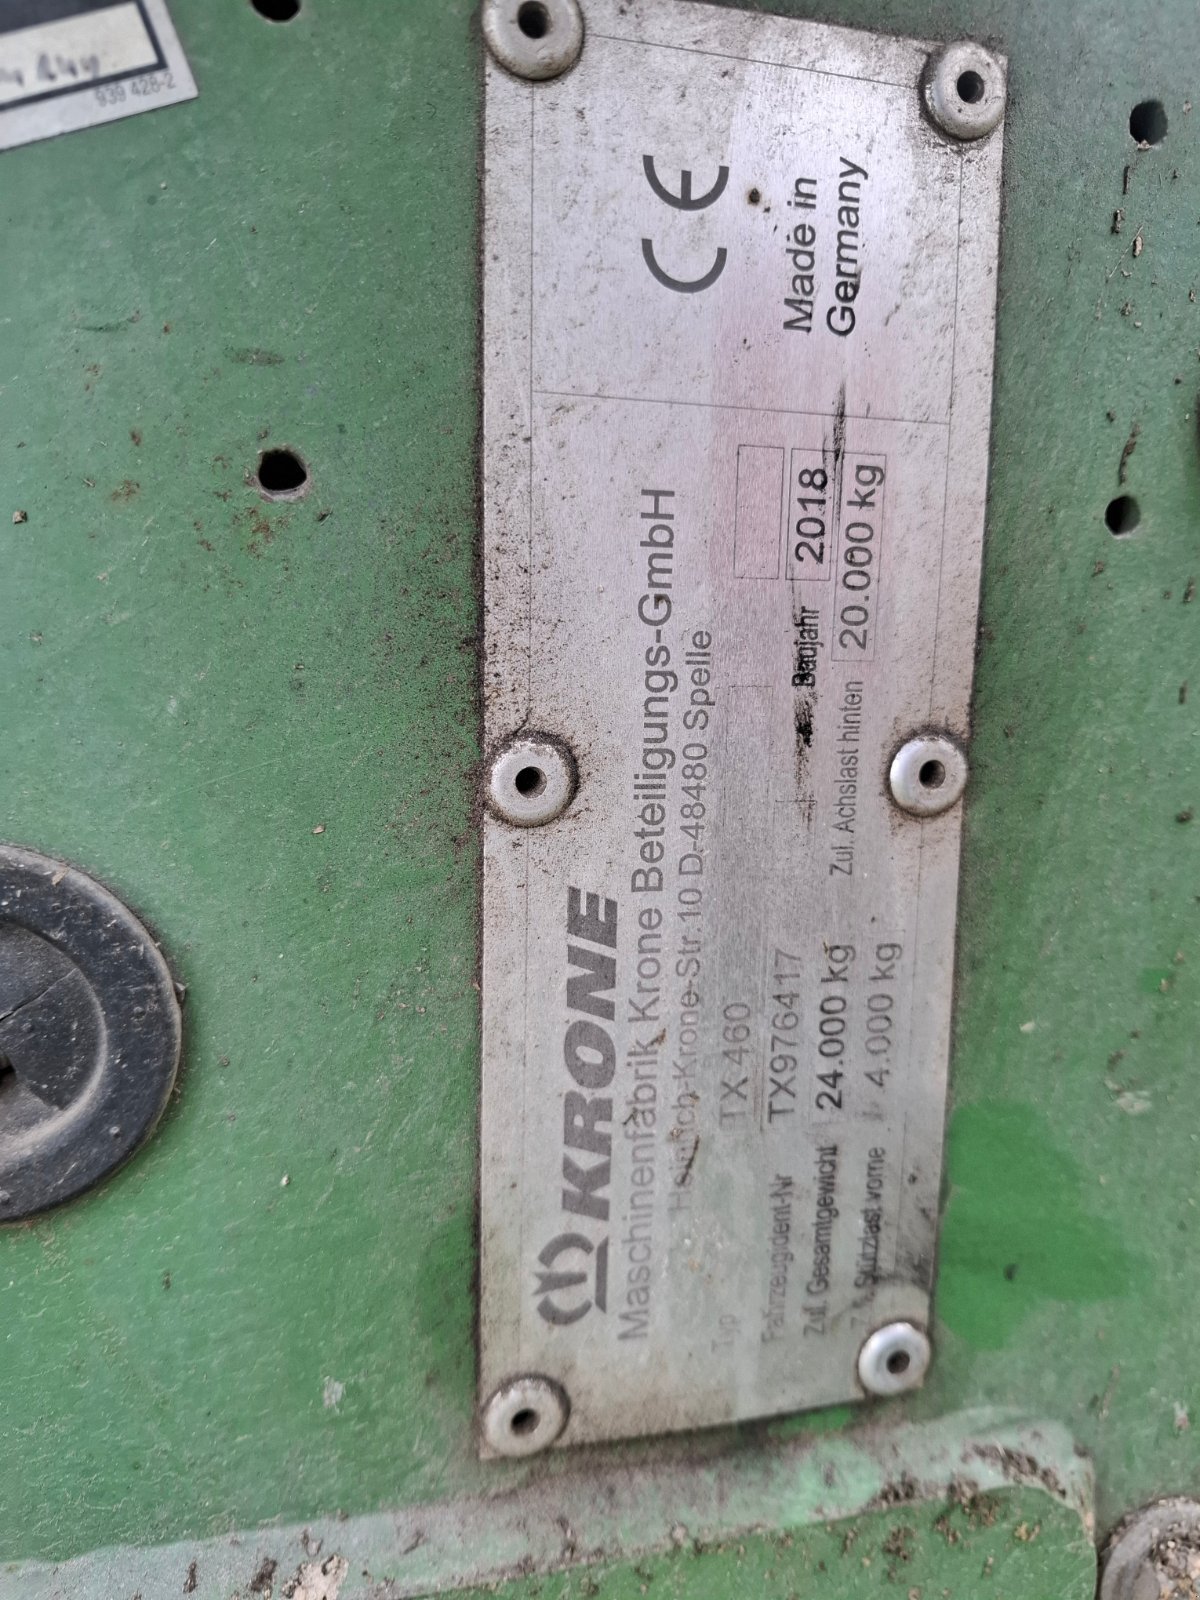 939 428-2
KRONE
Maschinenfabrik Krone Beteiligungs-GmbH
Heinrich-Krone-Str.10 D-48480 Spelle
Typ TX 460
Fahrzeugident-Nr TX976417 Baujahr 2018
Zul. Gesamtgewicht 24.000 kg Zul. Achslast hinten 20.000 kg
Stützlast vorne 4.000 kg
CE
Made in
Germany